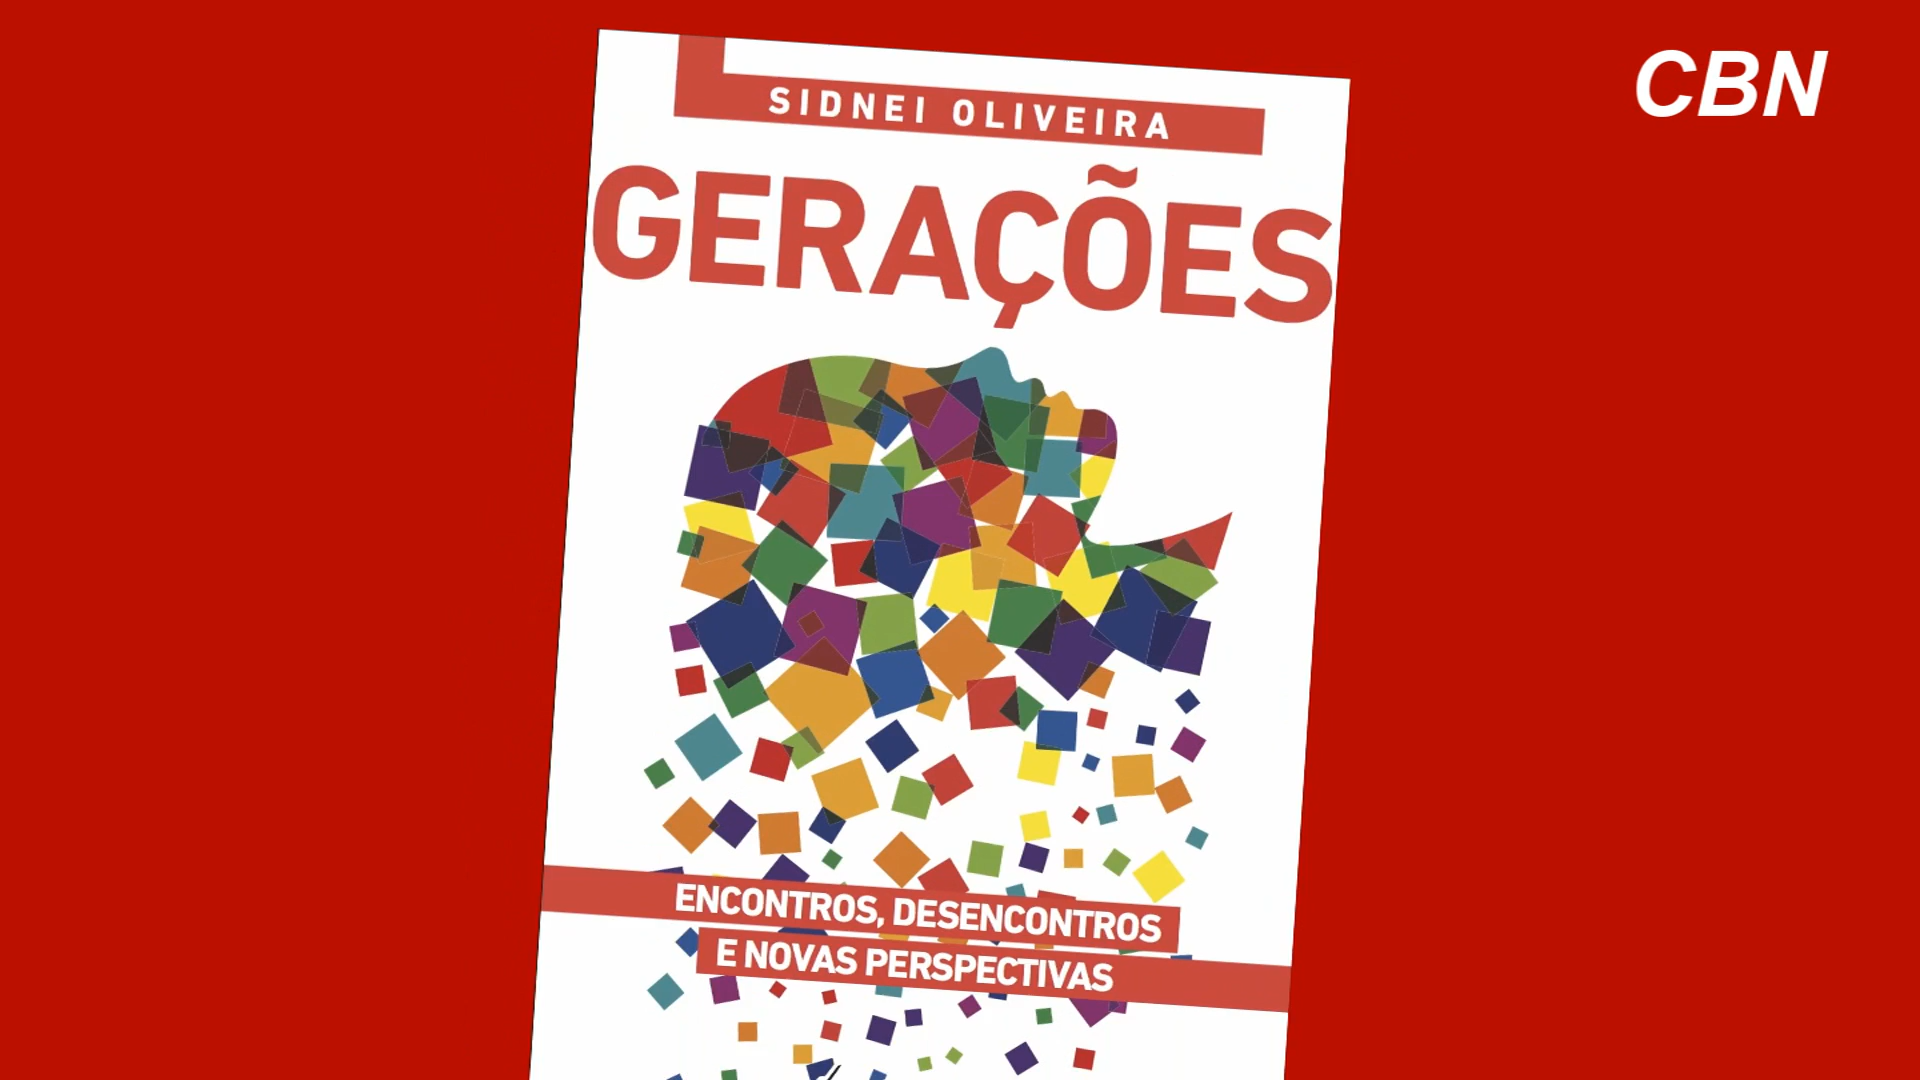 CBN
SIDNEI OLIVEIRA
GERAÇÕES
ENCONTROS, DESENCONTROS
E NOVAS PERSPECTIVAS